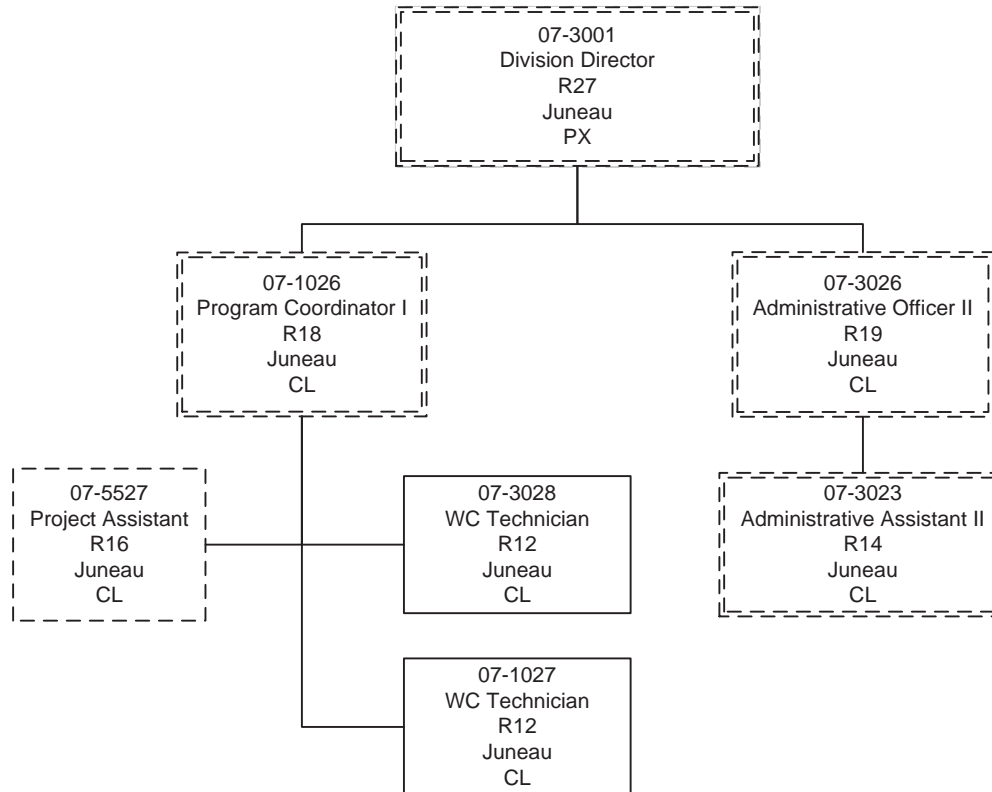 07-3001
Division Director
R27
Juneau
PX
07-1026
Program Coordinator I
R18
Juneau
CL
07-3026
Administrative Officer II
R19
Juneau
CL
07-5527
Project Assistant
R16
Juneau
CL
07-3028
WC Technician
R12
Juneau
CL
07-3023
Administrative Assistant II
R14
Juneau
CL
07-1027
WC Technician
R12
Juneau
CL